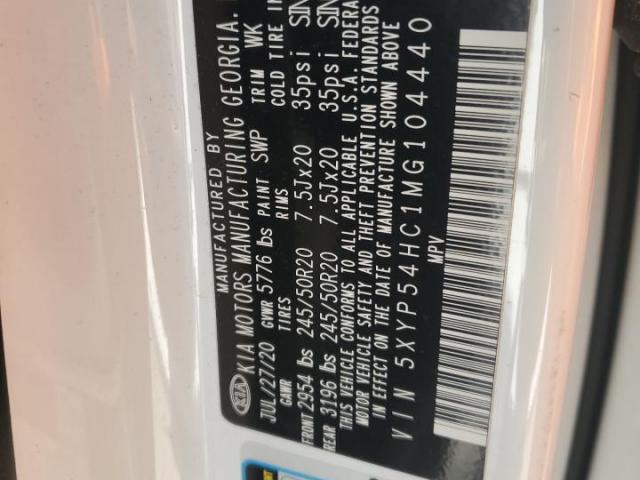 MANUFACTURED BY
KIA KIA MOTORS MANUFACTURING GEORGIA.
JUL/27/20 GVWR 5776 lbs PAINT SWP TRIM WK
GAWR TIRES RIMS COLD TIRE
FRONT 2954 lbs 245/50R20 7.5Jx20 35psi
REAR 3196 lbs 245/50R20 7.5Jx20 35psi
THIS VEHICLE CONFORMS TO ALL APPLICABLE U.S.A. FEDERA
MOTOR VEHICLE SAFETY AND THEFT PREVENTION STANDARDS
IN EFFECT ON THE DATE OF MANUFACTURE SHOWN ABOVE
VIN 5XYP54HC1MG104440
MPV